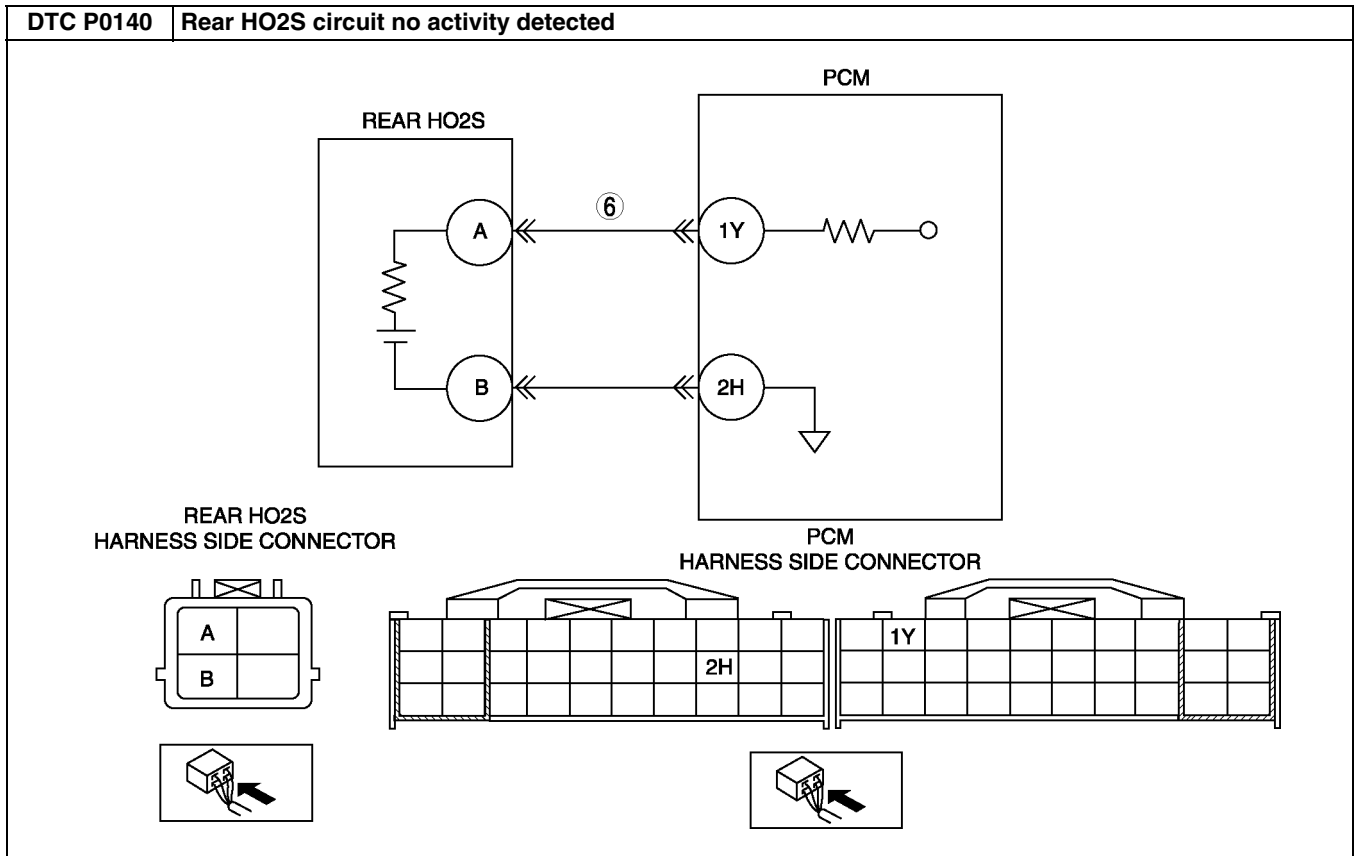 DTC P0140 Rear HO2S circuit no activity detected
PCM
REAR HO2S
A ⑥ 1Y
B 2H
REAR HO2S
HARNESS SIDE CONNECTOR
PCM
HARNESS SIDE CONNECTOR
A
B
2H
1Y